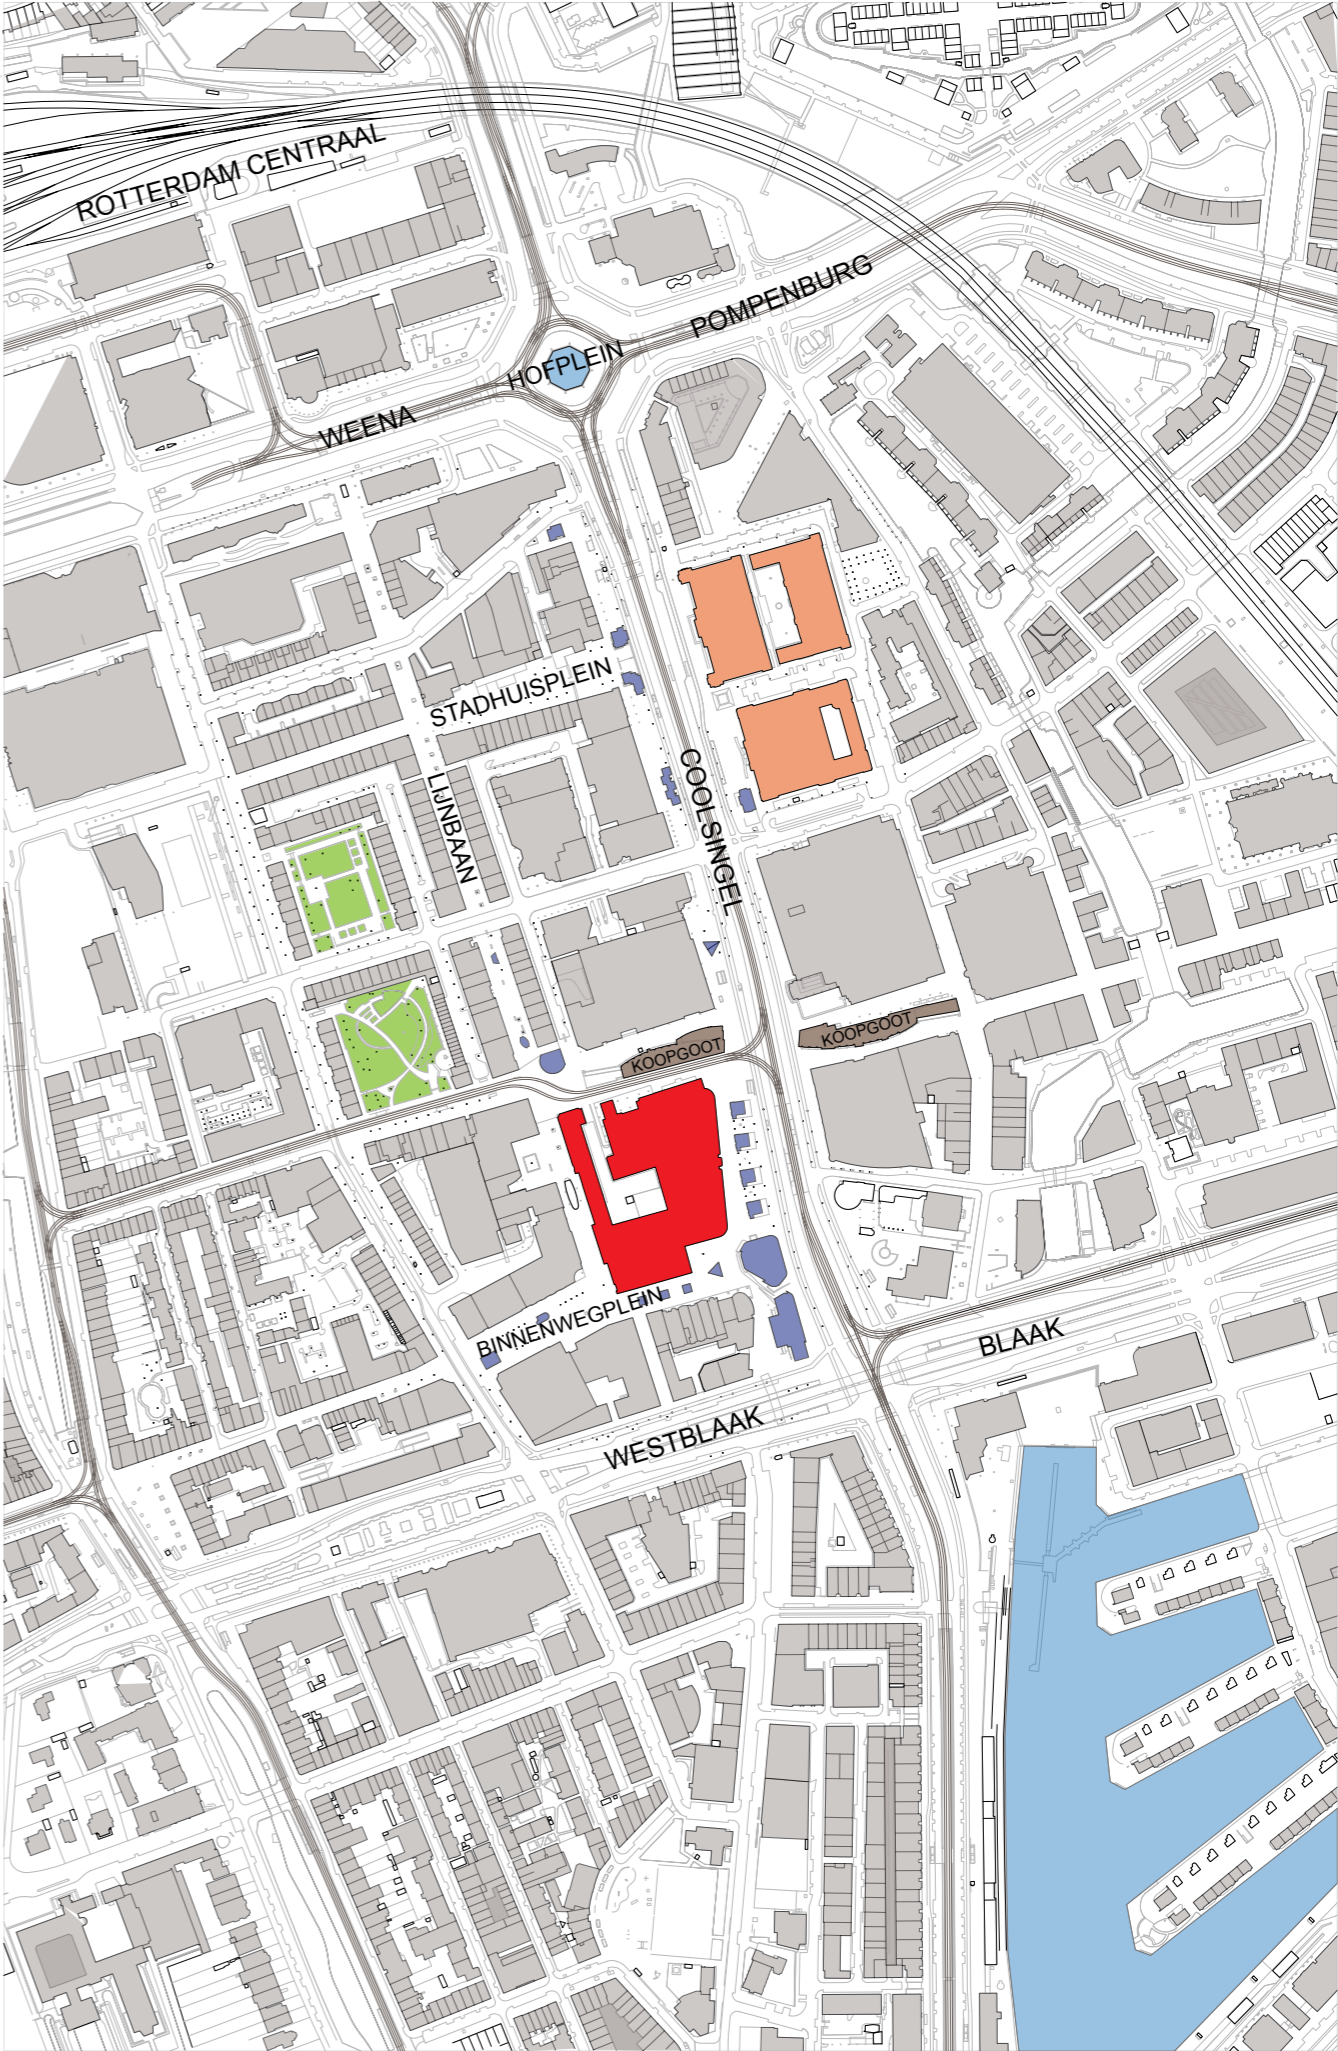 ROTTERDAM CENTRAAL
POMPENBURG
HOFPLEIN
WEENA
STADHUISPLEIN
COOLSINGEL
LIJNBAAN
KOOPGOOT
KOOPGOOT
BINNENWEGPLEIN
BLAAK
WESTBLAAK